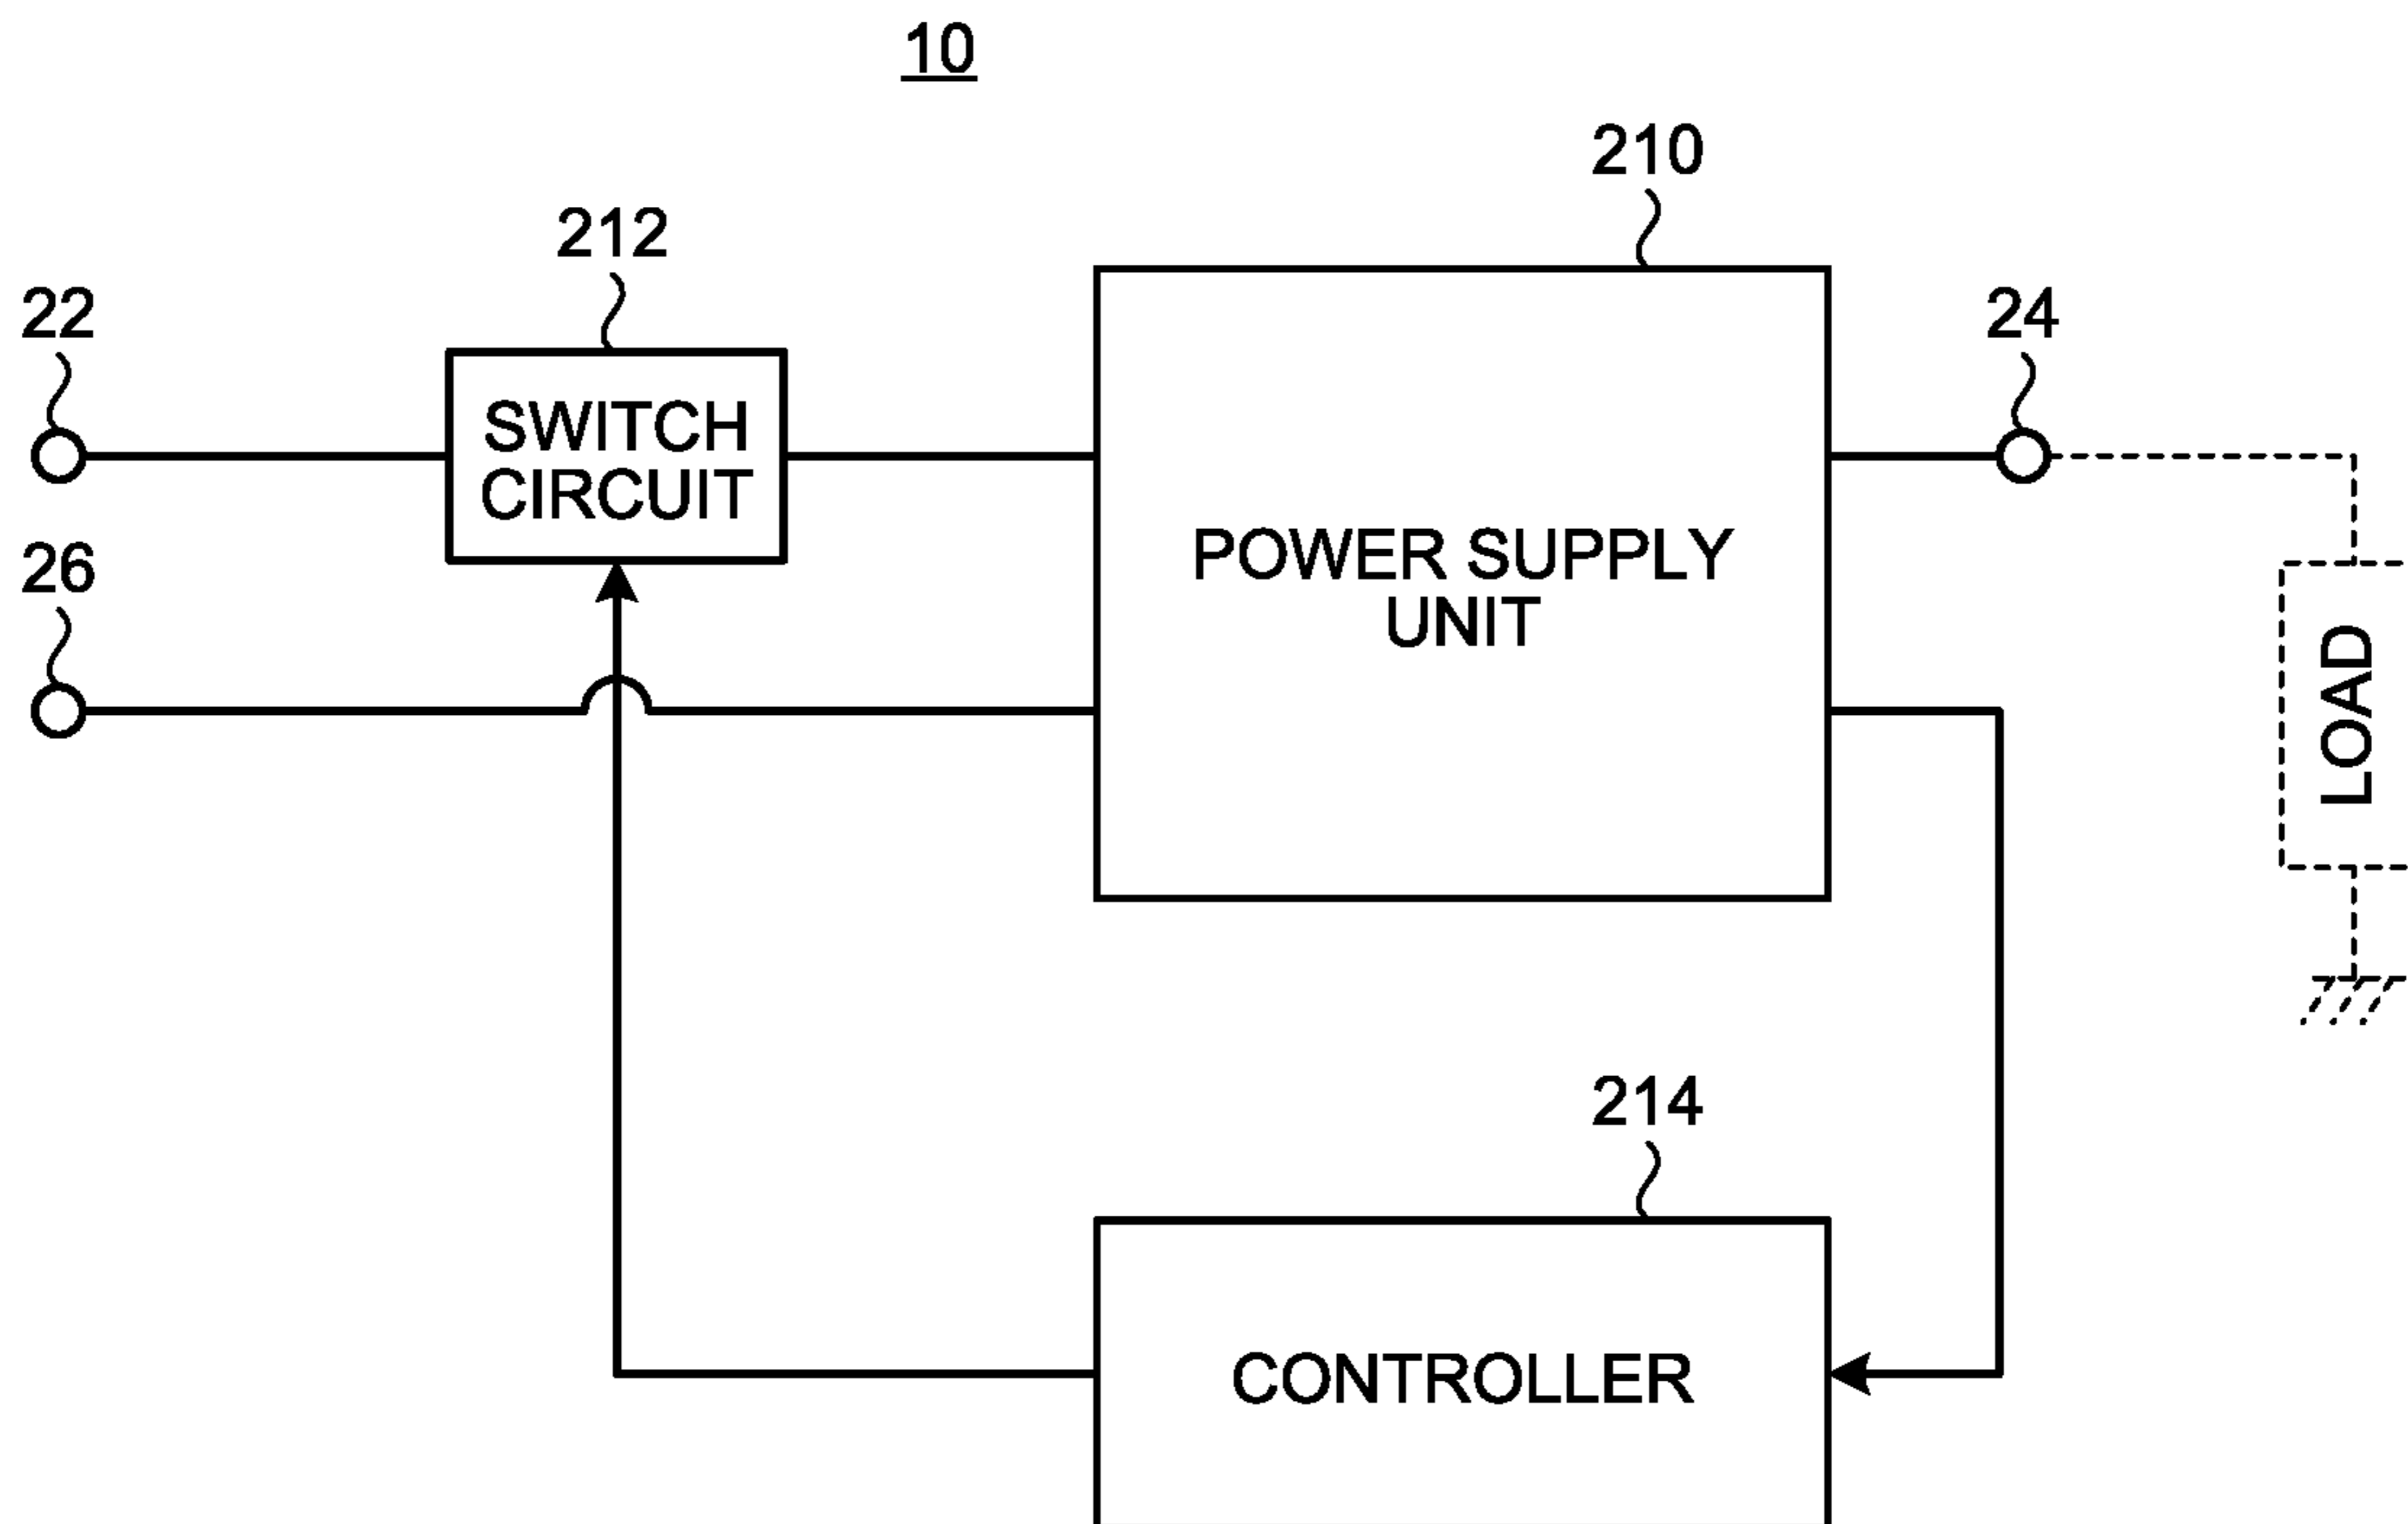 10
210
212
22
24
SWITCH
CIRCUIT
26
POWER SUPPLY
UNIT
LOAD
214
CONTROLLER